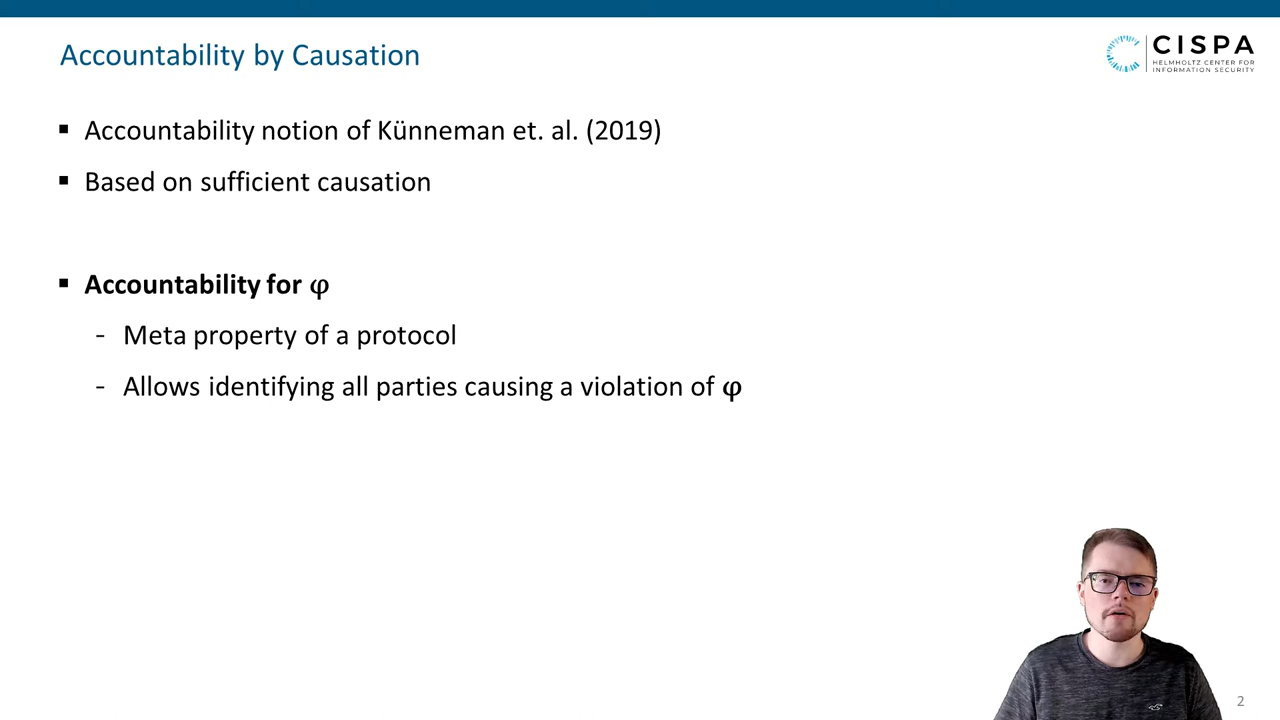 Accountability by Causation
CISPA
HELMHOLTZ CENTER FOR
INFORMATION SECURITY
▪ Accountability notion of Künneman et. al. (2019)
▪ Based on sufficient causation
▪ Accountability for φ
- Meta property of a protocol
- Allows identifying all parties causing a violation of φ
2